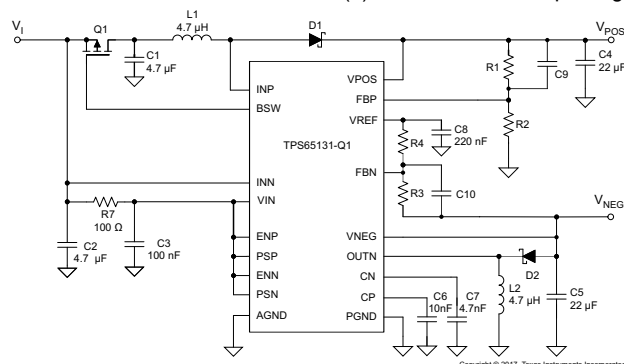 V_I
Q1
L1
4.7 µH
D1
V_POS
C1
4.7 µF
R1
C9
C4
22 µF
INP
BSW
VPOS
FBP
R2
VREF
C8
220 nF
TPS65131-Q1
R4
INN
FBN
R3
C10
VIN
R7
100 Ω
V_NEG
C2
4.7 µF
C3
100 nF
ENP
PSP
ENN
PSN
AGND
VNEG
OUTN
CN
CP
PGND
D2
L2
4.7 µH
C6
10nF
C7
4.7nF
C5
22 µF